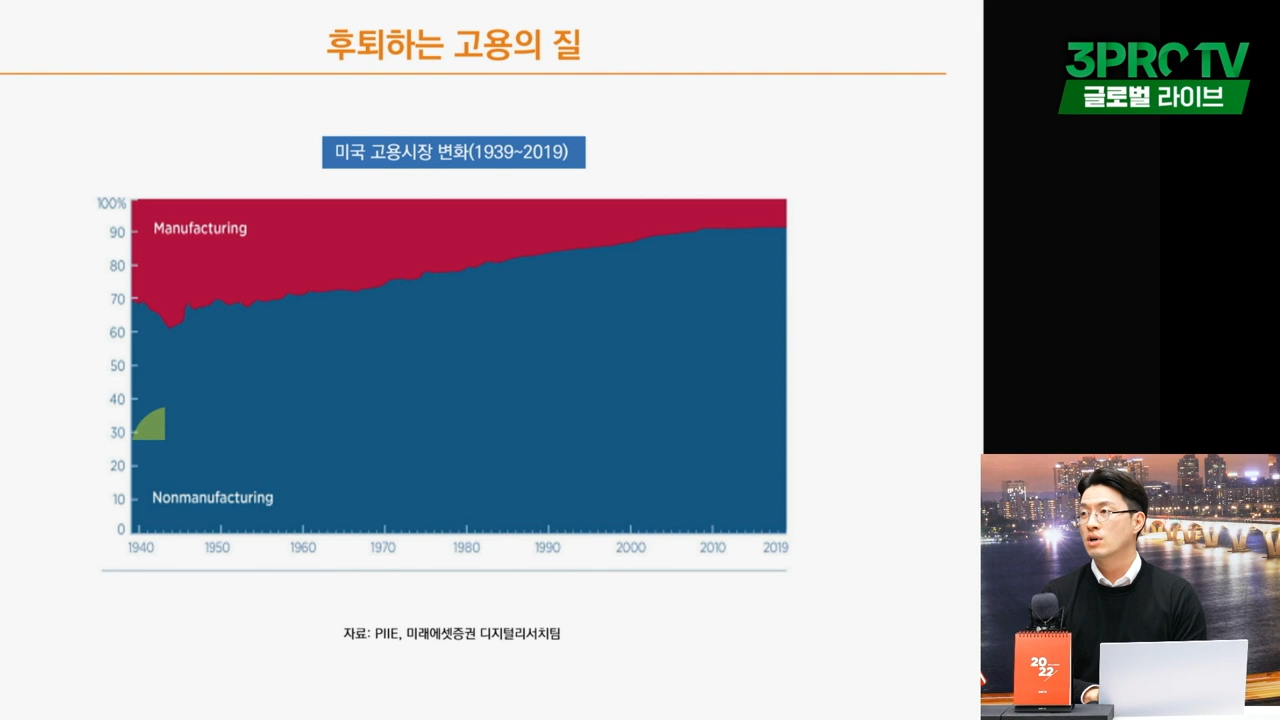 후퇴하는 고용의 질
3PRO TV
글로벌 라이브
미국 고용시장 변화(1939~2019)
100%
90
80
70
60
50
40
30
20
10
0
Manufacturing
Nonmanufacturing
1940 1950 1960 1970 1980 1990 2000 2010 2019
자료: PIIE, 미래에셋증권 디지털리서치팀
20
22